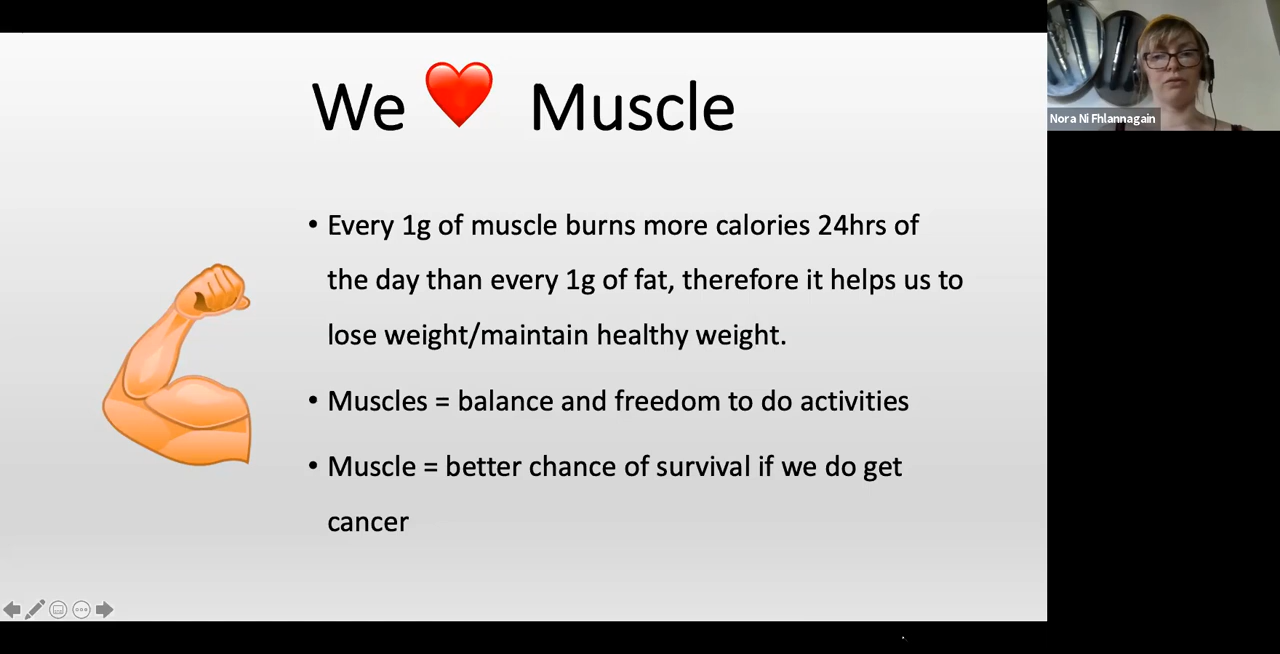 We ❤️ Muscle
• Every 1g of muscle burns more calories 24hrs of
the day than every 1g of fat, therefore it helps us to
lose weight/maintain healthy weight.
• Muscles = balance and freedom to do activities
• Muscle = better chance of survival if we do get
cancer
Nora Ni Fhlannagain